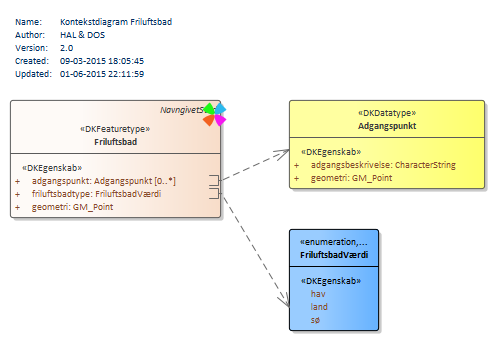 Name: Kontekstdiagram Friluftsbad
Author: HAL & DOS
Version: 2.0
Created: 09-03-2015 18:05:45
Updated: 01-06-2015 22:11:59
«DKFeaturetype»
Friluftsbad
«DKEgenskab»
+ adgangspunkt: Adgangspunkt [0..*]
+ friluftsbadtype: FriluftsbadVærdi
+ geometri: GM_Point
«DKDatatype»
Adgangspunkt
«DKEgenskab»
+ adgangsbeskrivelse: CharacterString
+ geometri: GM_Point
«enumeration,...
FriluftsbadVærdi
«DKEgenskab»
hav
land
sø